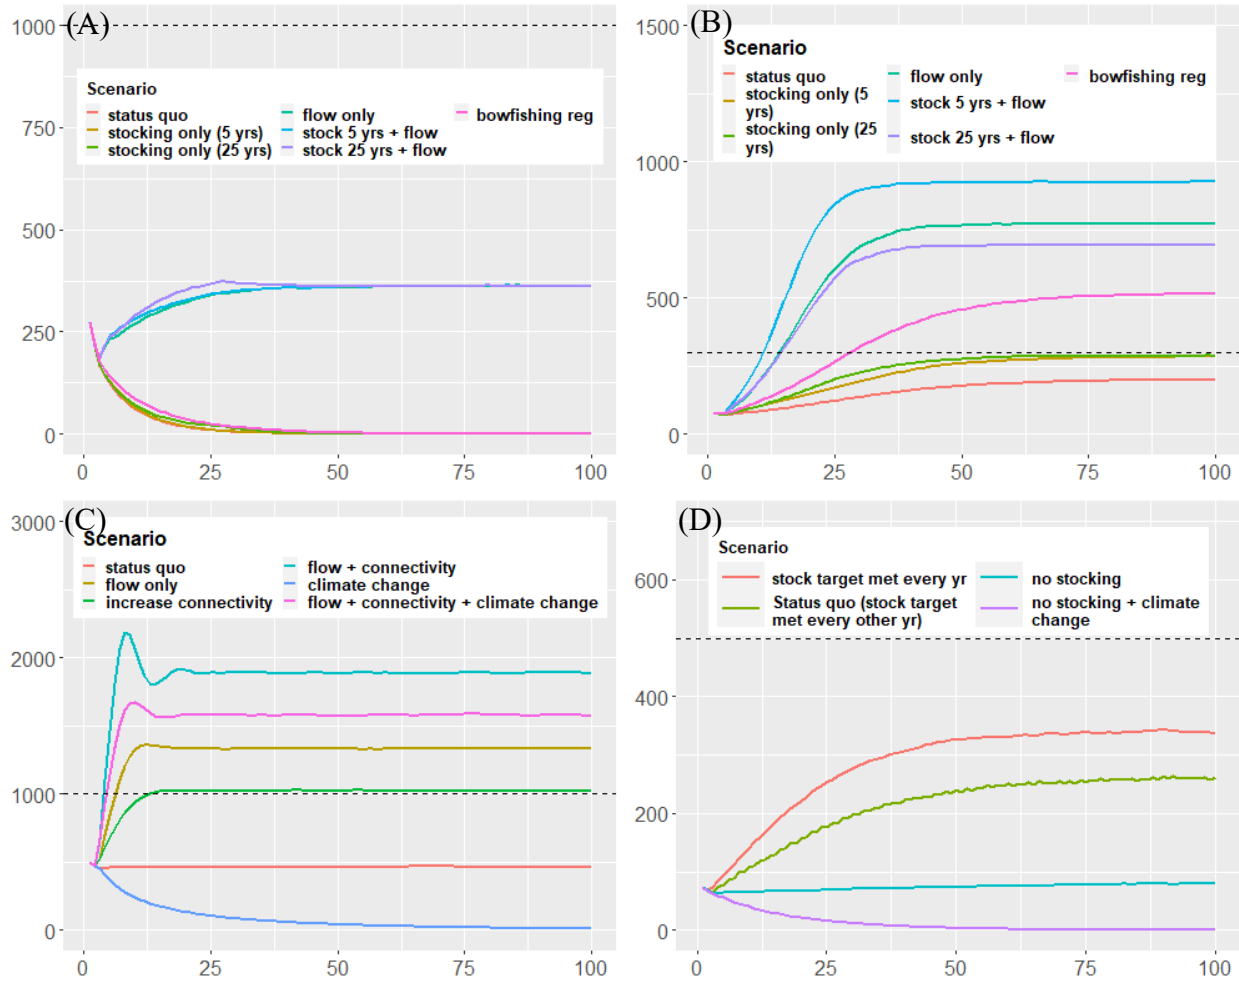 (A)
1000
750
500
250
0
Scenario
status quo
stocking only (5 yrs)
stocking only (25 yrs)
flow only
stock 5 yrs + flow
stock 25 yrs + flow
bowfishing reg
0 25 50 75 100
(B)
1500
1000
500
0
Scenario
status quo
stocking only (5
yrs)
stocking only (25
yrs)
flow only
stock 5 yrs + flow
stock 25 yrs + flow
bowfishing reg
0 25 50 75 100
(C)
3000
2000
1000
0
Scenario
status quo
flow only
increase connectivity
flow + connectivity
climate change
flow + connectivity + climate change
0 25 50 75 100
(D)
600
400
200
0
Scenario
stock target met every yr
Status quo (stock target
met every other yr)
no stocking
no stocking + climate
change
0 25 50 75 100